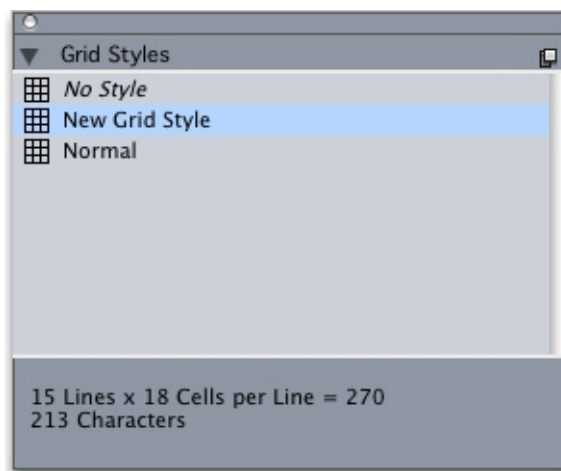 Grid Styles
No Style
New Grid Style
Normal
15 Lines x 18 Cells per Line = 270
213 Characters